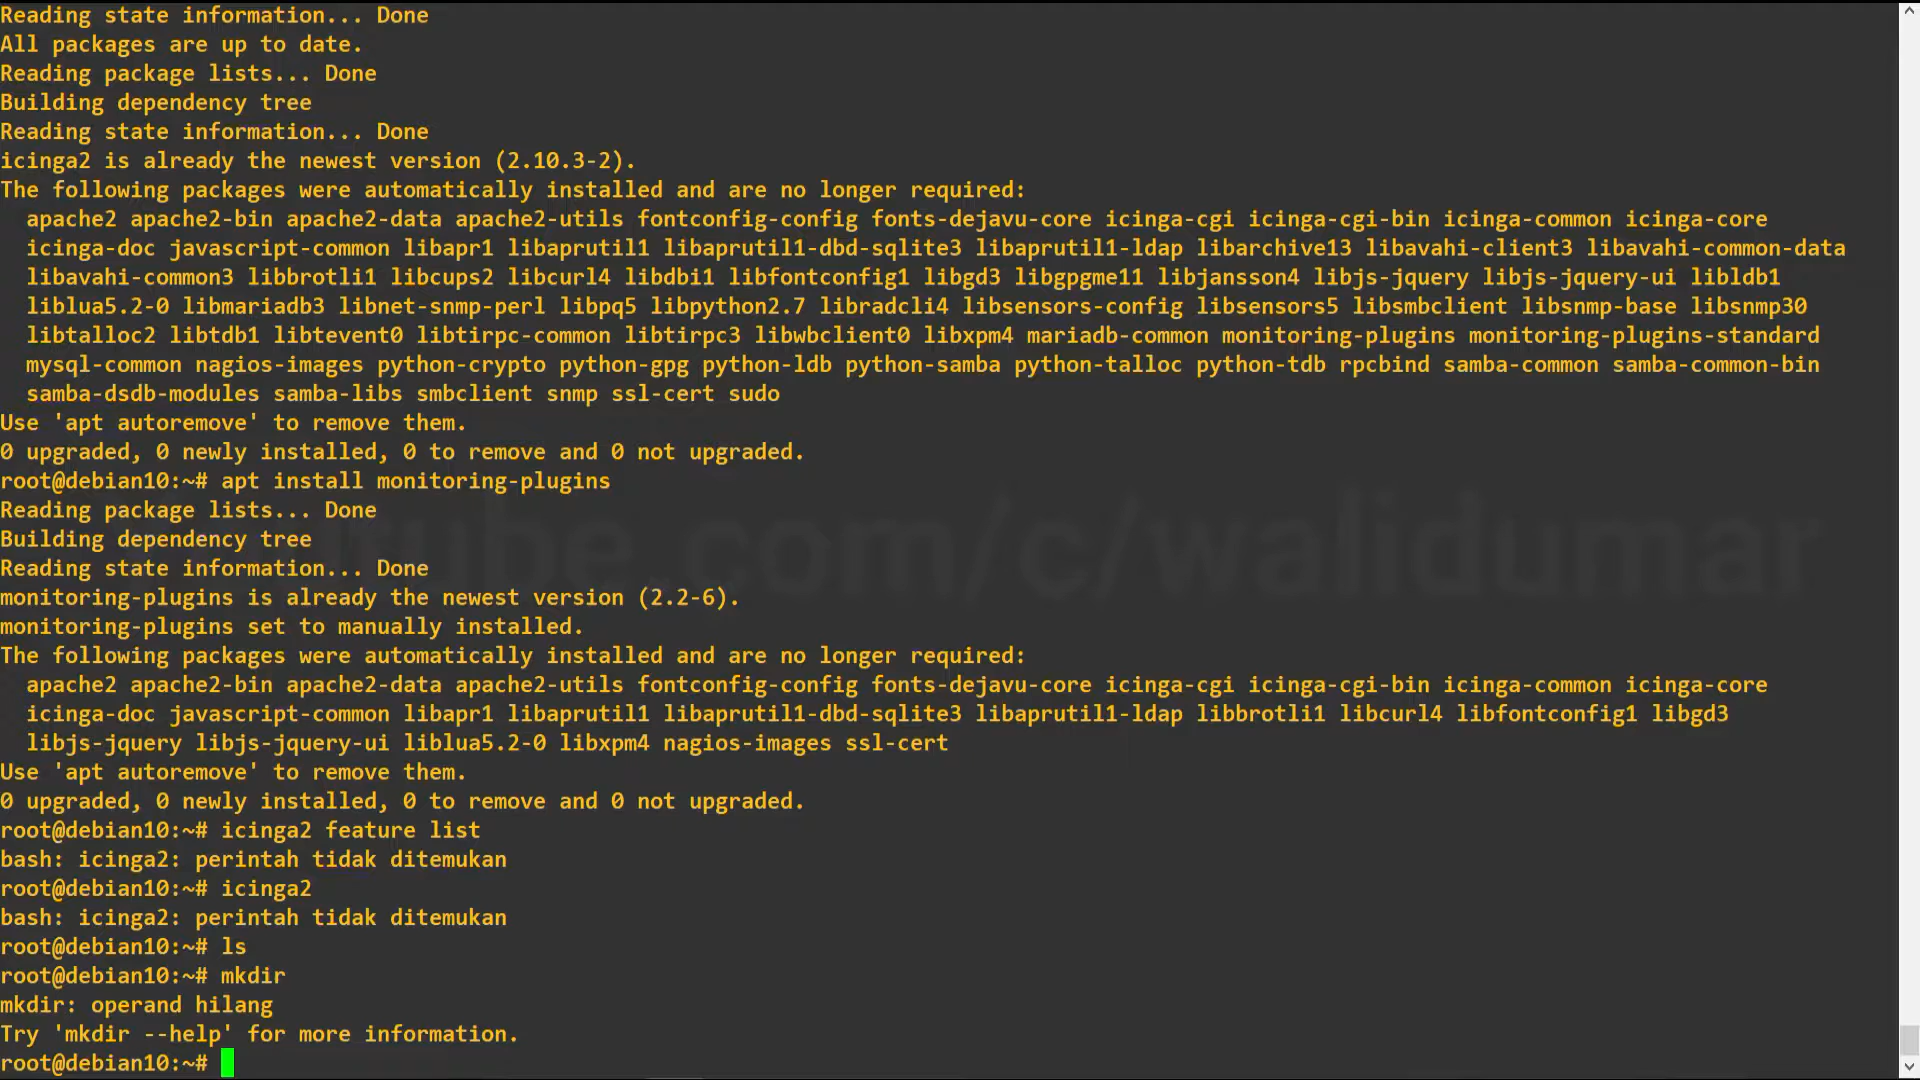 Reading state information... Done
All packages are up to date.
Reading package lists... Done
Building dependency tree
Reading state information... Done
icinga2 is already the newest version (2.10.3-2).
The following packages were automatically installed and are no longer required:
  apache2 apache2-bin apache2-data apache2-utils fontconfig-config fonts-dejavu-core icinga-cgi icinga-cgi-bin icinga-common icinga-core
  icinga-doc javascript-common libapr1 libaprutil1 libaprutil1-dbd-sqlite3 libaprutil1-ldap libarchive13 libavahi-client3 libavahi-common-data
  libavahi-common3 libbrotli1 libcups2 libcurl4 libdbi1 libfontconfig1 libgd3 libgpgme11 libjansson4 libjs-jquery libjs-jquery-ui libldb1
  liblua5.2-0 libmariadb3 libnet-snmp-perl libpq5 libpython2.7 libradcli4 libsensors-config libsensors5 libsmbclient libsnmp-base libsnmp30
  libtalloc2 libtdb1 libtevent0 libtirpc-common libtirpc3 libwbclient0 libxpm4 mariadb-common monitoring-plugins monitoring-plugins-standard
  mysql-common nagios-images python-crypto python-gpg python-ldb python-samba python-talloc python-tdb rpcbind samba-common samba-common-bin
  samba-dsdb-modules samba-libs smbclient snmp ssl-cert sudo
Use 'apt autoremove' to remove them.
0 upgraded, 0 newly installed, 0 to remove and 0 not upgraded.
root@debian10:~# apt install monitoring-plugins
Reading package lists... Done
Building dependency tree
Reading state information... Done
monitoring-plugins is already the newest version (2.2-6).
monitoring-plugins set to manually installed.
The following packages were automatically installed and are no longer required:
  apache2 apache2-bin apache2-data apache2-utils fontconfig-config fonts-dejavu-core icinga-cgi icinga-cgi-bin icinga-common icinga-core
  icinga-doc javascript-common libapr1 libaprutil1 libaprutil1-dbd-sqlite3 libaprutil1-ldap libbrotli1 libcurl4 libfontconfig1 libgd3
  libjs-jquery libjs-jquery-ui liblua5.2-0 libxpm4 nagios-images ssl-cert
Use 'apt autoremove' to remove them.
0 upgraded, 0 newly installed, 0 to remove and 0 not upgraded.
root@debian10:~# icinga2 feature list
bash: icinga2: perintah tidak ditemukan
root@debian10:~# icinga2
bash: icinga2: perintah tidak ditemukan
root@debian10:~# ls
root@debian10:~# mkdir
mkdir: operand hilang
Try 'mkdir --help' for more information.
root@debian10:~#
youtube.com/c/walidumar